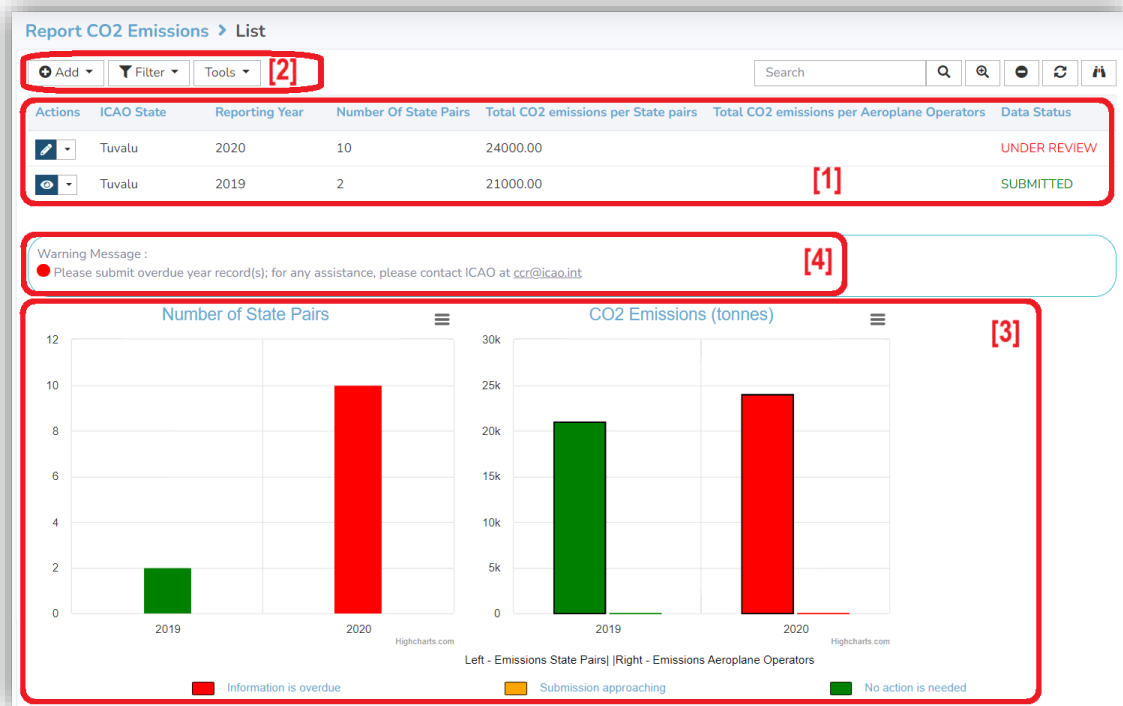 Report CO2 Emissions > List
Add Filter Tools [2] Search
Actions ICAO State Reporting Year Number Of State Pairs Total CO2 emissions per State pairs Total CO2 emissions per Aeroplane Operators Data Status
Tuvalu 2020 10 24000.00 UNDER REVIEW
Tuvalu 2019 2 21000.00 SUBMITTED
[1]
Warning Message :
Please submit overdue year record(s); for any assistance, please contact ICAO at ccr@icao.int
[4]
Number of State Pairs CO2 Emissions (tonnes)
[3]
12 30k
10 25k
8 20k
6 15k
4 10k
2 5k
0 0
2019 2020 2019 2020
Highcharts.com Highcharts.com
Left - Emissions State Pairs| |Right - Emissions Aeroplane Operators
Information is overdue Submission approaching No action is needed